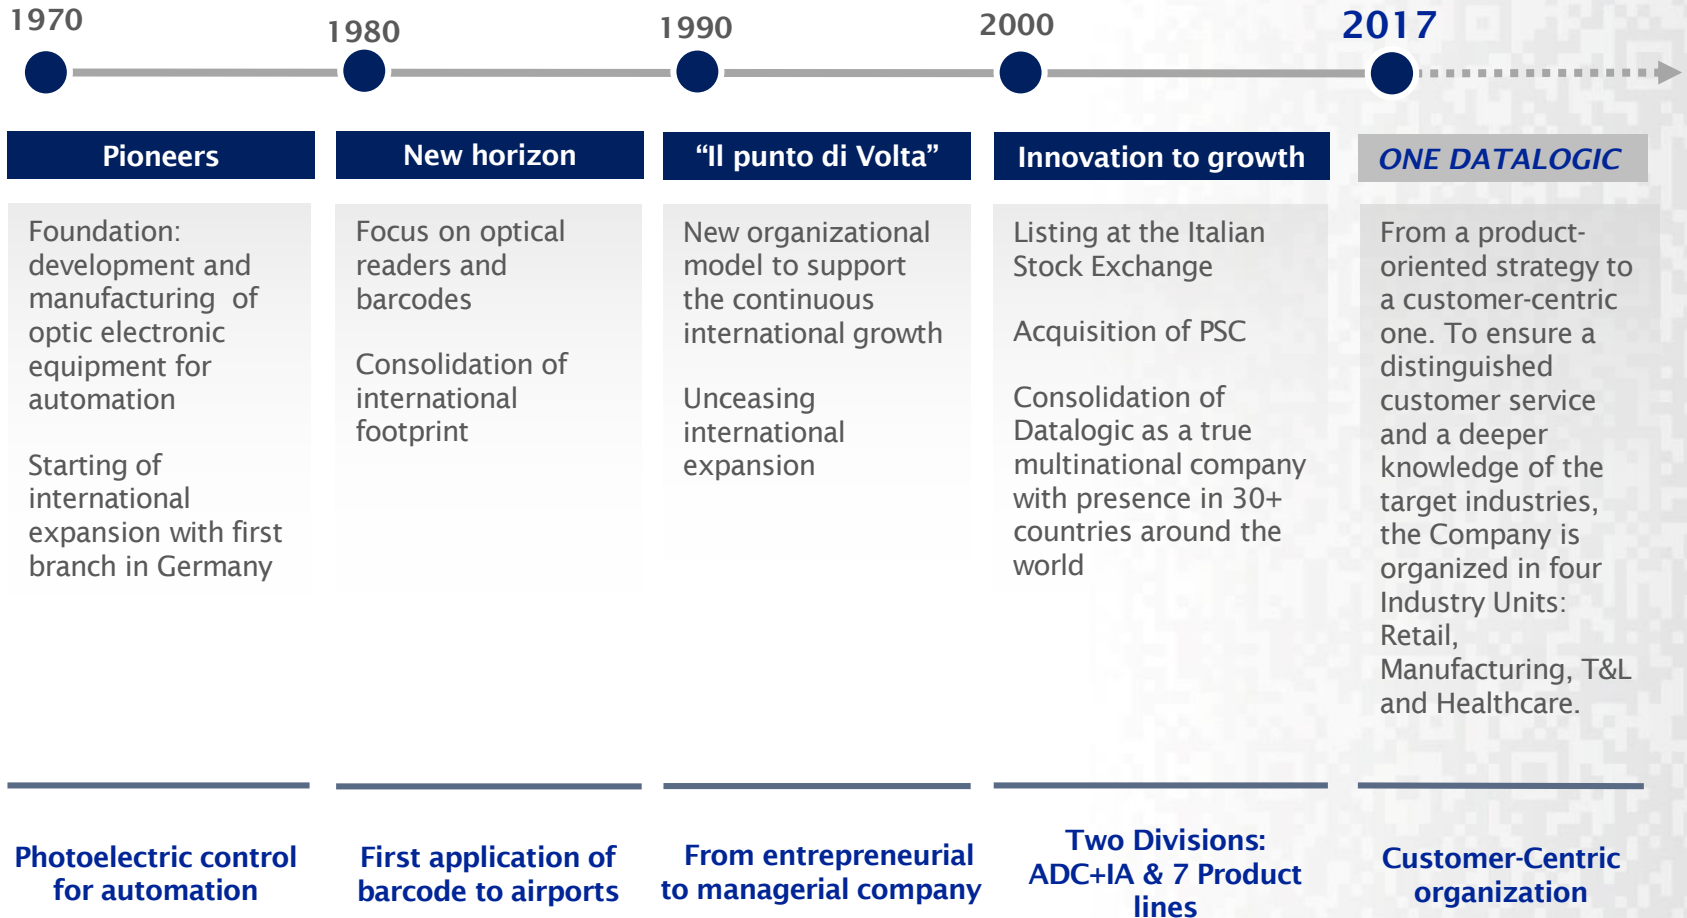 1970
1980
1990
2000
2017
Pioneers
New horizon
“Il punto di Volta”
Innovation to growth
ONE DATALOGIC
Foundation:
development and
manufacturing of
optic electronic
equipment for
automation
Starting of
international
expansion with first
branch in Germany
Focus on optical
readers and
barcodes
Consolidation of
international
footprint
New organizational
model to support
the continuous
international growth
Unceasing
international
expansion
Listing at the Italian
Stock Exchange
Acquisition of PSC
Consolidation of
Datalogic as a true
multinational company
with presence in 30+
countries around the
world
From a product-
oriented strategy to
a customer-centric
one. To ensure a
distinguished
customer service
and a deeper
knowledge of the
target industries,
the Company is
organized in four
Industry Units:
Retail,
Manufacturing, T&L
and Healthcare.
Photoelectric control
for automation
First application of
barcode to airports
From entrepreneurial
to managerial company
Two Divisions:
ADC+IA & 7 Product
lines
Customer-Centric
organization